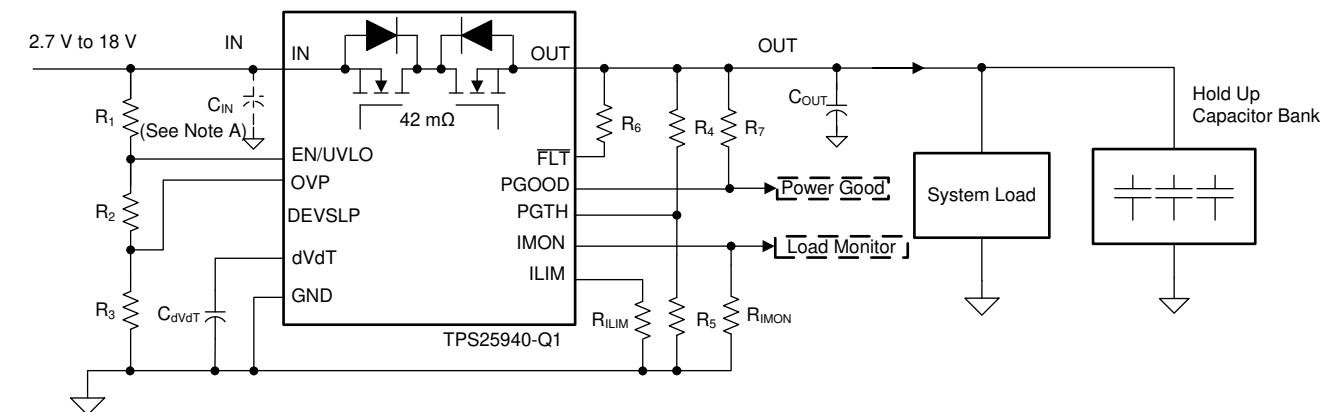 2.7 V to 18 V
IN
IN
OUT
OUT
R1
CIN
(See Note A)
42 mΩ
R6
R4
R7
COUT
Hold Up
Capacitor Bank
EN/UVLO
FLT
OVP
PGOOD
Power Good
R2
DEVSLP
PGTH
System Load
IMON
Load Monitor
dVdT
ILIM
GND
R3
CdVdT
RILIM
R5
RIMON
TPS25940-Q1